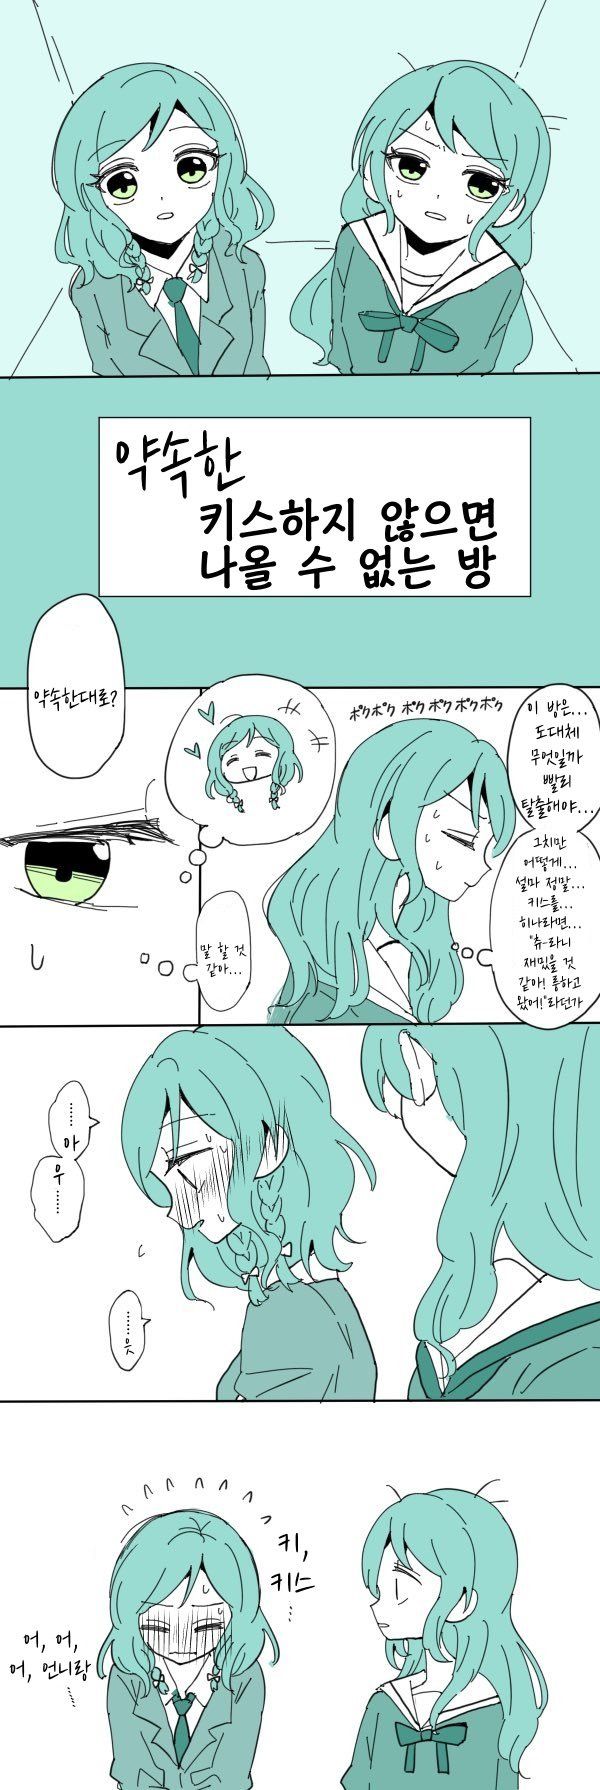 약속한
키스하지 않으면
나올 수 없는 방
약속한대로?
ポクポク ポクポクポクポク
이 방은...
도대체
무엇일까
빨리
탈출해야...
그치만
어떻게...
설마 정말...
키스를...
히나라면...
"츄-라니
재밌을 것
같아! 퐁하고
왔어!"라던가
말 할 것
같아...
......
아
우
......
......
읏
키,
키스
...
어, 어,
어, 언니랑
...